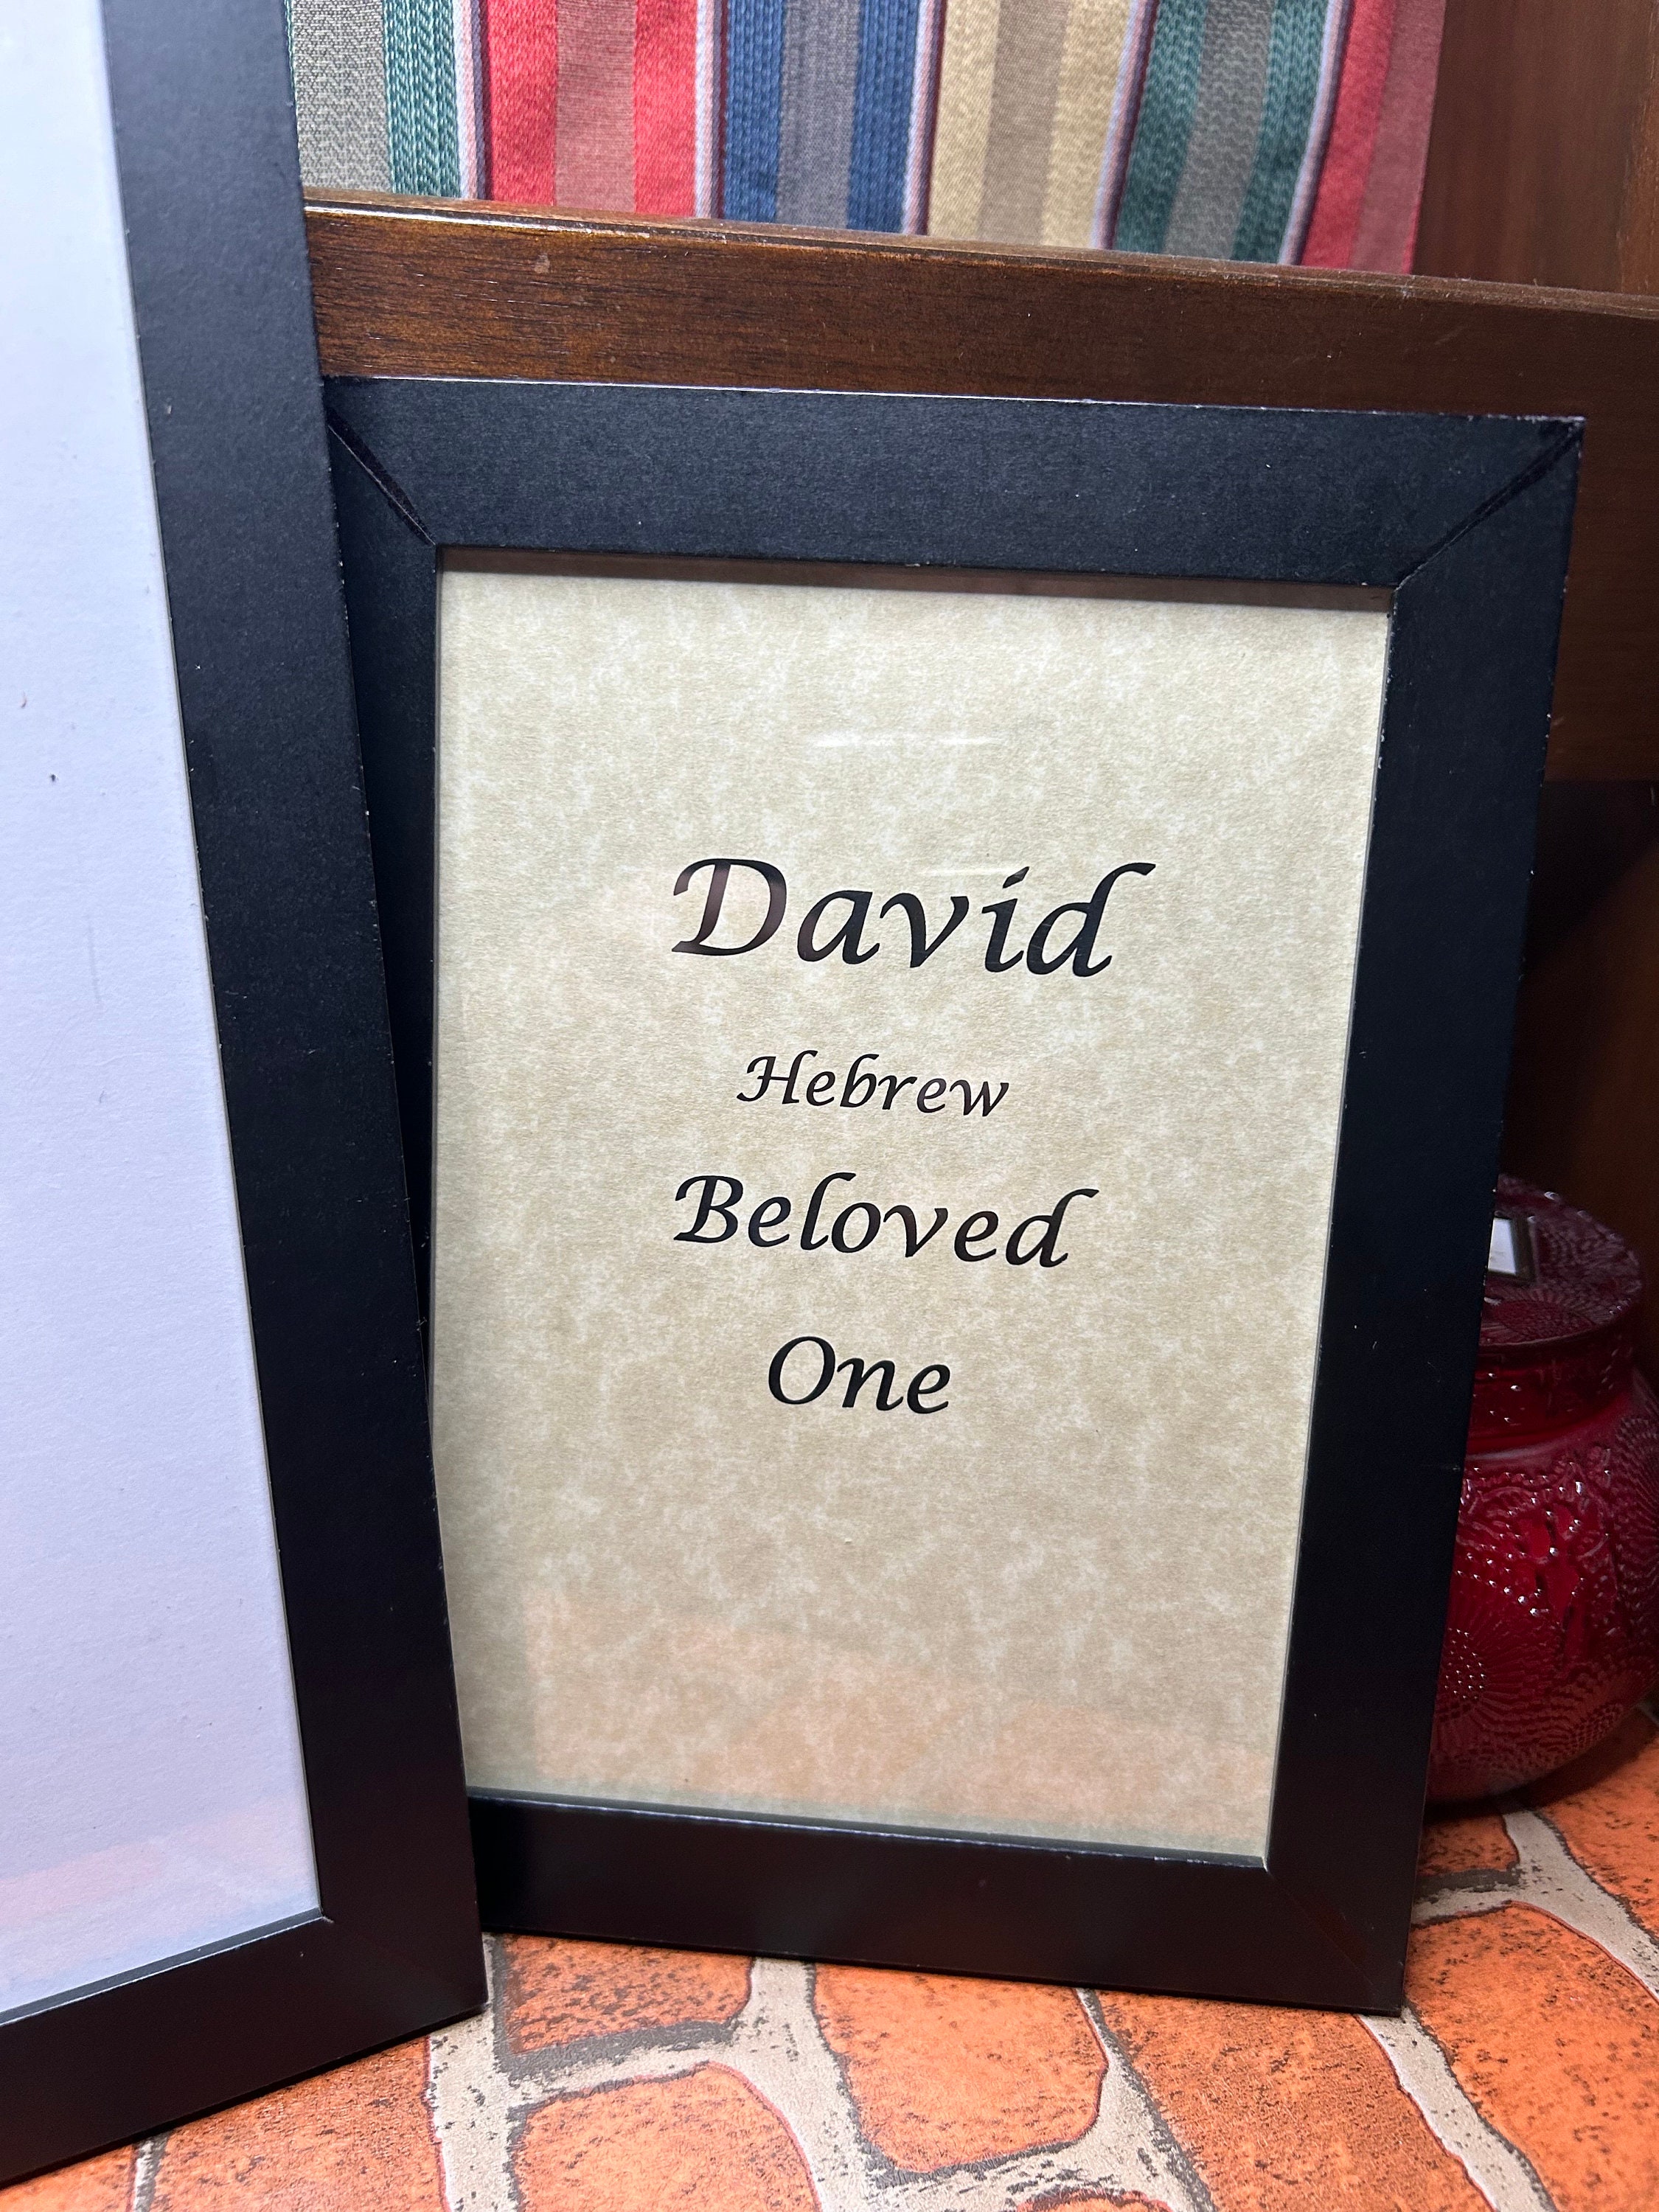 David
Hebrew
Beloved
One